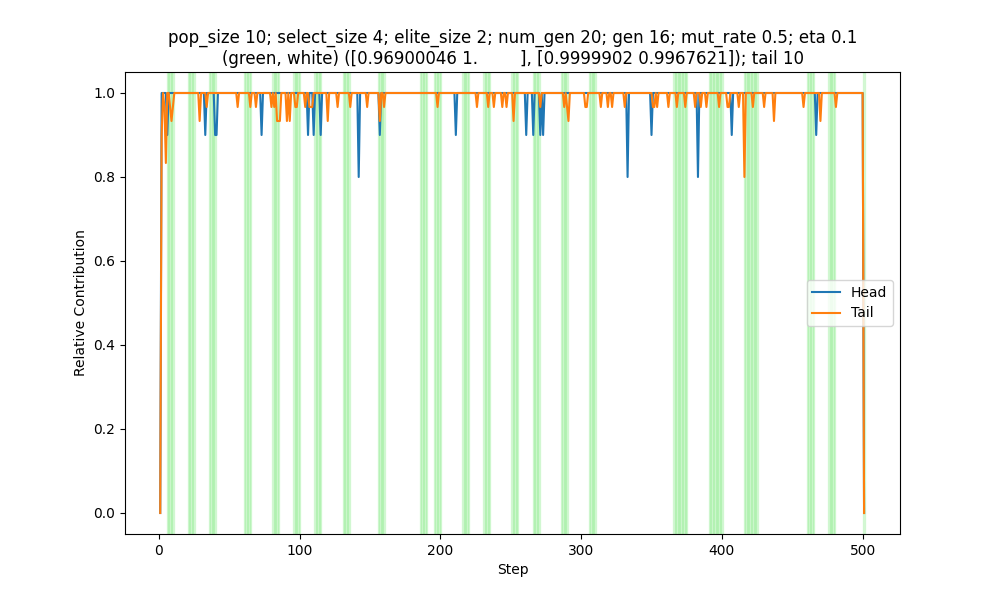 pop_size 10; select_size 4; elite_size 2; num_gen 20; gen 16; mut_rate 0.5; eta 0.1
(green, white) ([0.96900046 1.         ], [0.9999902 0.9967621]); tail 10
1.0
0.8
0.6
0.4
0.2
0.0
Relative Contribution
Head
Tail
0
100
200
300
400
500
Step